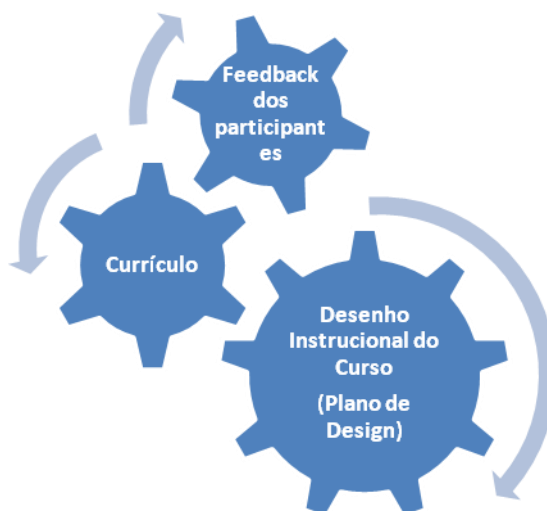 Feedback
dos
participant
es
Currículo
Desenho
Instrucional do
Curso
(Plano de
Design)